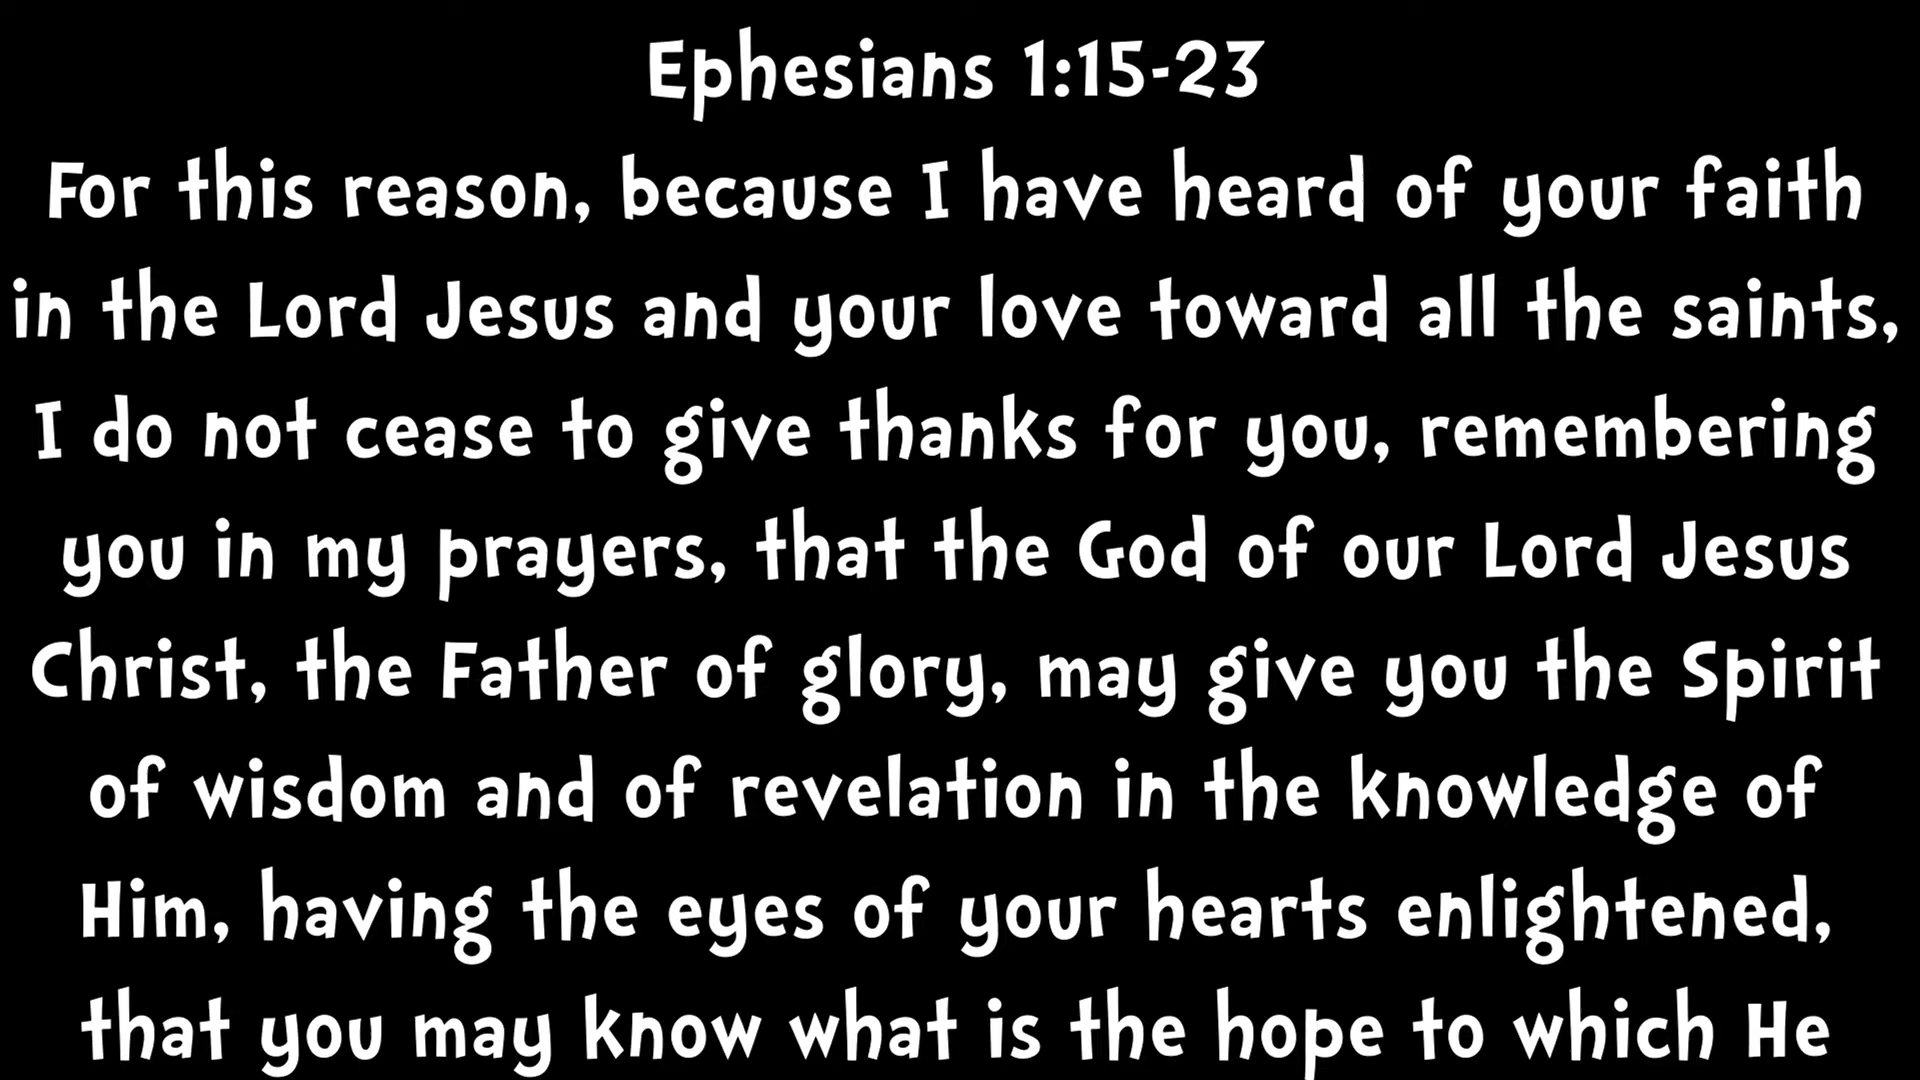 Ephesians 1:15-23
For this reason, because I have heard of your faith
in the Lord Jesus and your love toward all the saints,
I do not cease to give thanks for you, remembering
you in my prayers, that the God of our Lord Jesus
Christ, the Father of glory, may give you the Spirit
of wisdom and of revelation in the knowledge of
Him, having the eyes of your hearts enlightened,
that you may know what is the hope to which He